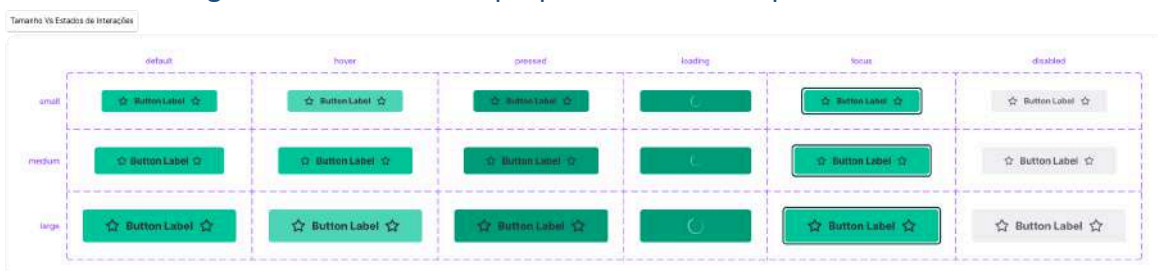 Tamanho Vs Estados de Interações
default hover pressed loading focus disabled
small Button Label Button Label Button Label Button Label Button Label
medium Button Label Button Label Button Label Button Label Button Label
large Button Label Button Label Button Label Button Label Button Label